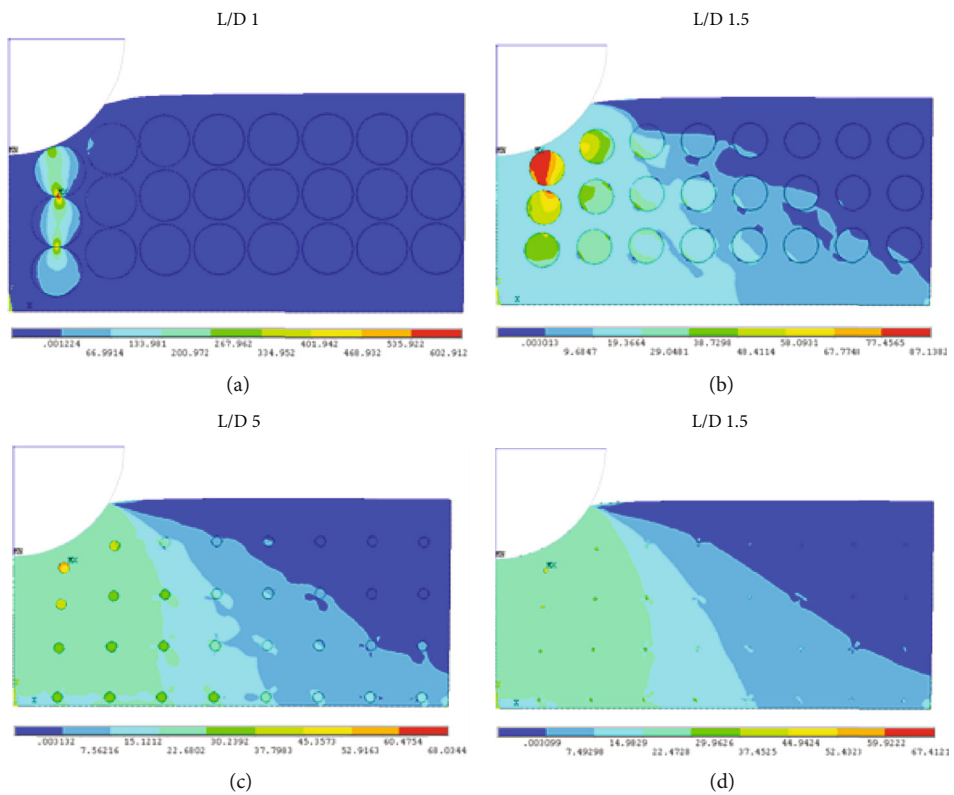 L/D 1
L/D 1.5
.001224 133.981 267.962 401.942 535.922
66.9914 200.972 334.952 468.932 602.912
(a)
.003013 19.3664 38.7298 58.0931 77.4565
9.6847 29.0481 48.4114 67.7748 87.1382
(b)
L/D 5
L/D 1.5
.003132 15.1212 30.2392 45.3573 60.4754
7.56216 22.6802 37.7983 52.9163 68.0344
(c)
.003099 14.9829 29.9626 44.9424 59.9222
7.49298 22.4728 37.4525 52.4323 67.4121
(d)